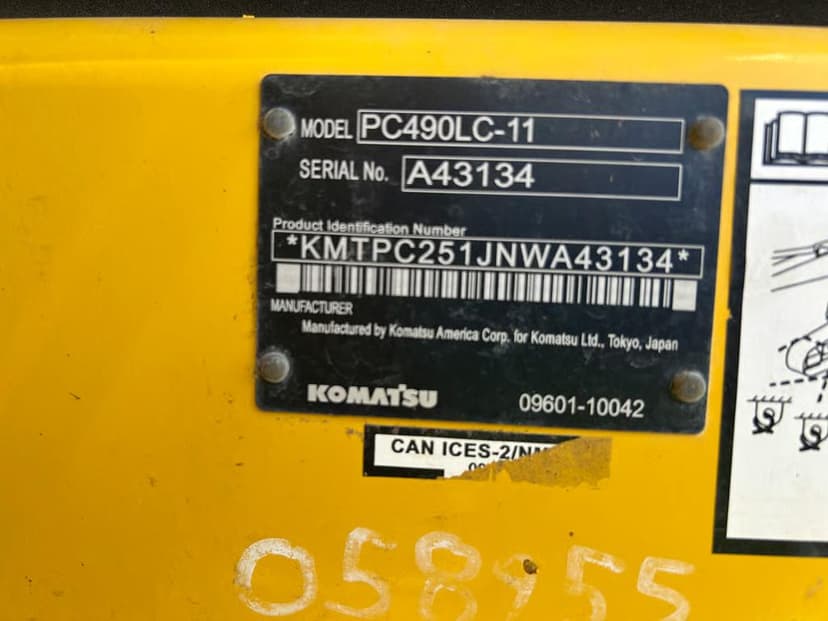 MODEL PC490LC-11
SERIAL No. A43134
Product Identification Number
*KMTPC251JNWA43134*
MANUFACTURER
Manufactured by Komatsu America Corp. for Komatsu Ltd., Tokyo, Japan
KOMATSU 09601-10042
CAN ICES-2/
058955